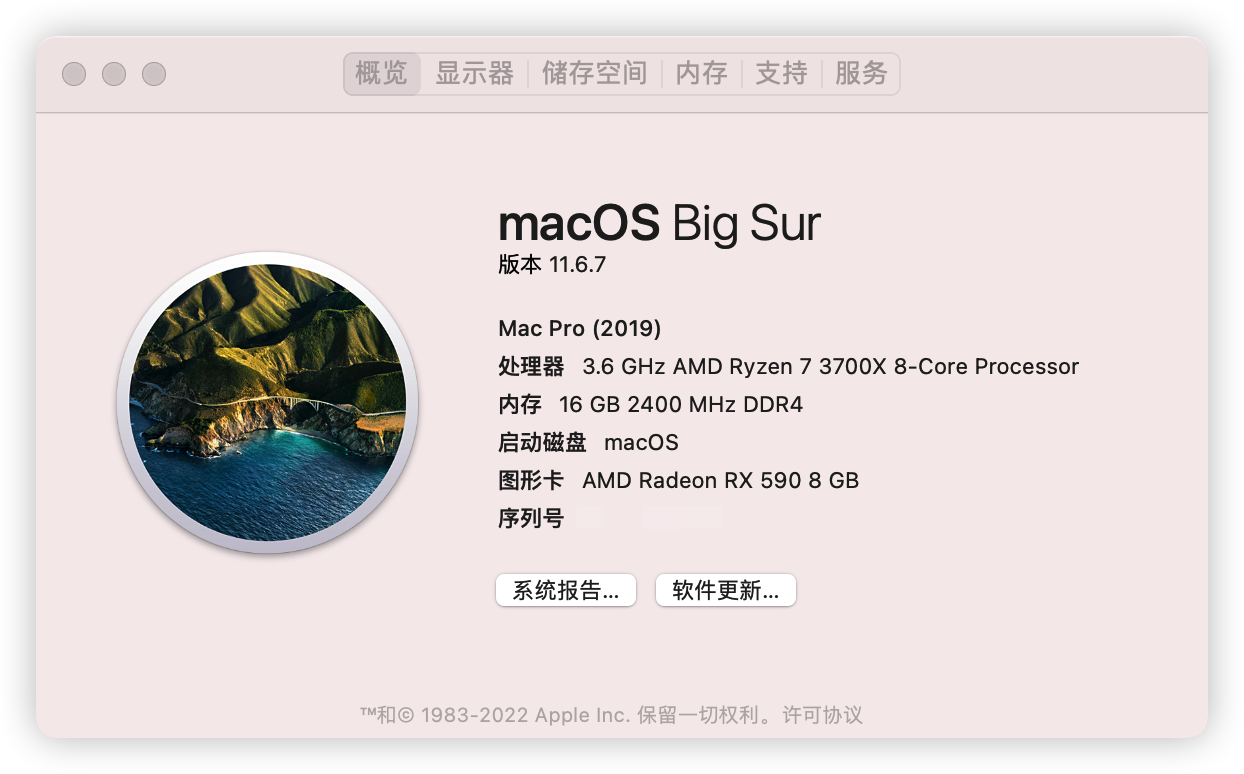 概览 显示器 储存空间 内存 支持 服务
macOS Big Sur
版本 11.6.7
Mac Pro (2019)
处理器 3.6 GHz AMD Ryzen 7 3700X 8-Core Processor
内存 16 GB 2400 MHz DDR4
启动磁盘 macOS
图形卡 AMD Radeon RX 590 8 GB
序列号
系统报告... 软件更新...
™和© 1983-2022 Apple Inc. 保留一切权利。许可协议